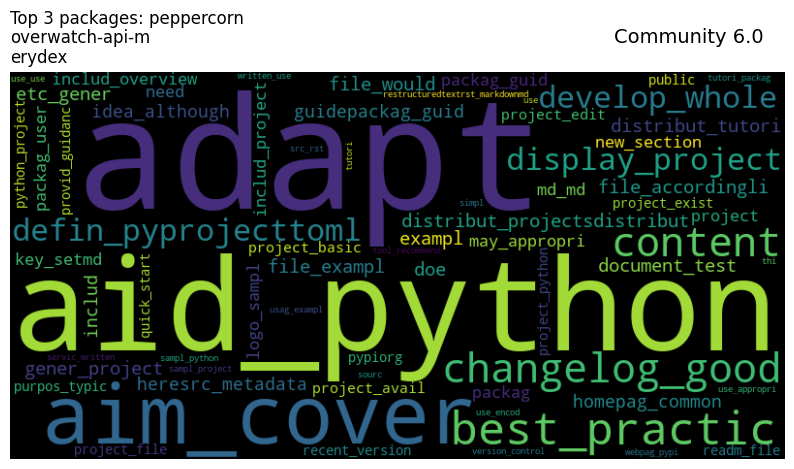 Top 3 packages: peppercorn
overwatch-api-m
erydex
Community 6.0
use_use
includ_overview
written_use
file_would
packag_guid
public
tutori_packag
etc_gener
need
restructuredtextrst_markdownmd
use
develop_whole
idea_although
guidepackag_guid
project_edit
distribut_tutori
python_project
packag_user
provid_guidanc
includ_project
adapt
src_rst
tutori
new_section
display_project
md_md
file_accordingli
simpl
project_exist
defin_pyprojecttoml
distribut_projectsdistribut
project
project_basic
exampl
may_appropri
content
tool_recommend
key_setmd
file_exampl
doe
document_test
thi
includ
quick_start
aid_python
logo_sampl
usag_exampl
project_python
servic_written
sampl_python
pypiorg
changelog_good
gener_project
sampl_project
sourc
purpos_typic
heresrc_metadata
project_avail
packag
use_appropri
aim_cover
homepag_common
use_encod
best_practic
project_file
recent_version
version_control
webpag_pypi
readm_file